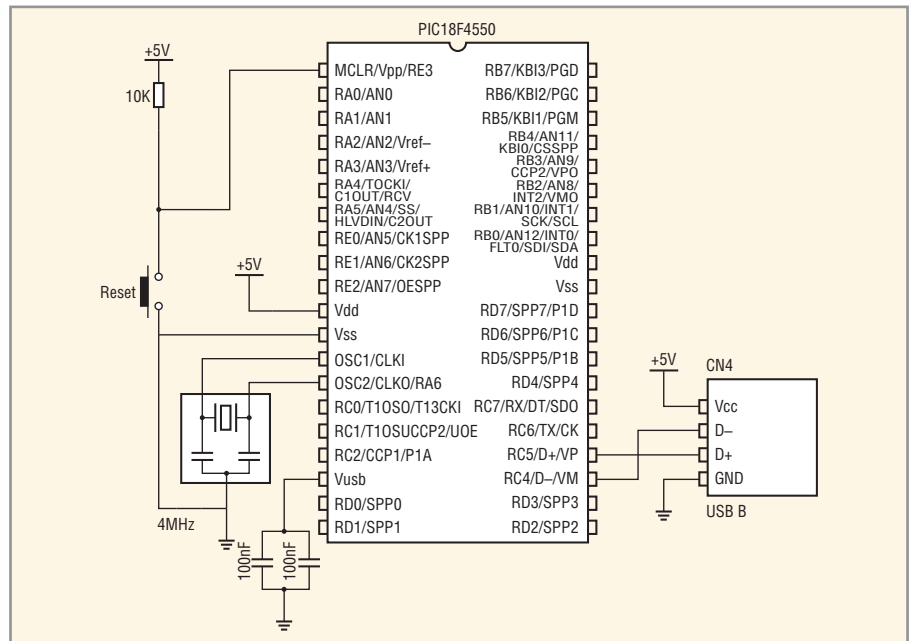 PIC18F4550
+5V
10K
Reset
+5V
4MHz
100nF
100nF
MCLR/Vpp/RE3
RA0/AN0
RA1/AN1
RA2/AN2/Vref–
RA3/AN3/Vref+
RA4/TOCKI/
C1OUT/RCV
RA5/AN4/SS/
HLVDIN/C2OUT
RE0/AN5/CK1SPP
RE1/AN6/CK2SPP
RE2/AN7/OESPP
Vdd
Vss
OSC1/CLKI
OSC2/CLKO/RA6
RC0/T1OSO/T13CKI
RC1/T1OSUCCP2/UOE
RC2/CCP1/P1A
Vusb
RD0/SPP0
RD1/SPP1
RB7/KBI3/PGD
RB6/KBI2/PGC
RB5/KBI1/PGM
RB4/AN11/
KBI0/CSSPP
RB3/AN9/
CCP2/VPO
RB2/AN8/
INT2/VMO
RB1/AN10/INT1/
SCK/SCL
RB0/AN12/INT0/
FLT0/SDI/SDA
Vdd
Vss
RD7/SPP7/P1D
RD6/SPP6/P1C
RD5/SPP5/P1B
RD4/SPP4
RC7/RX/DT/SDO
RC6/TX/CK
RC5/D+/VP
RC4/D–/VM
RD3/SPP3
RD2/SPP2
+5V
CN4
Vcc
D–
D+
GND
USB B